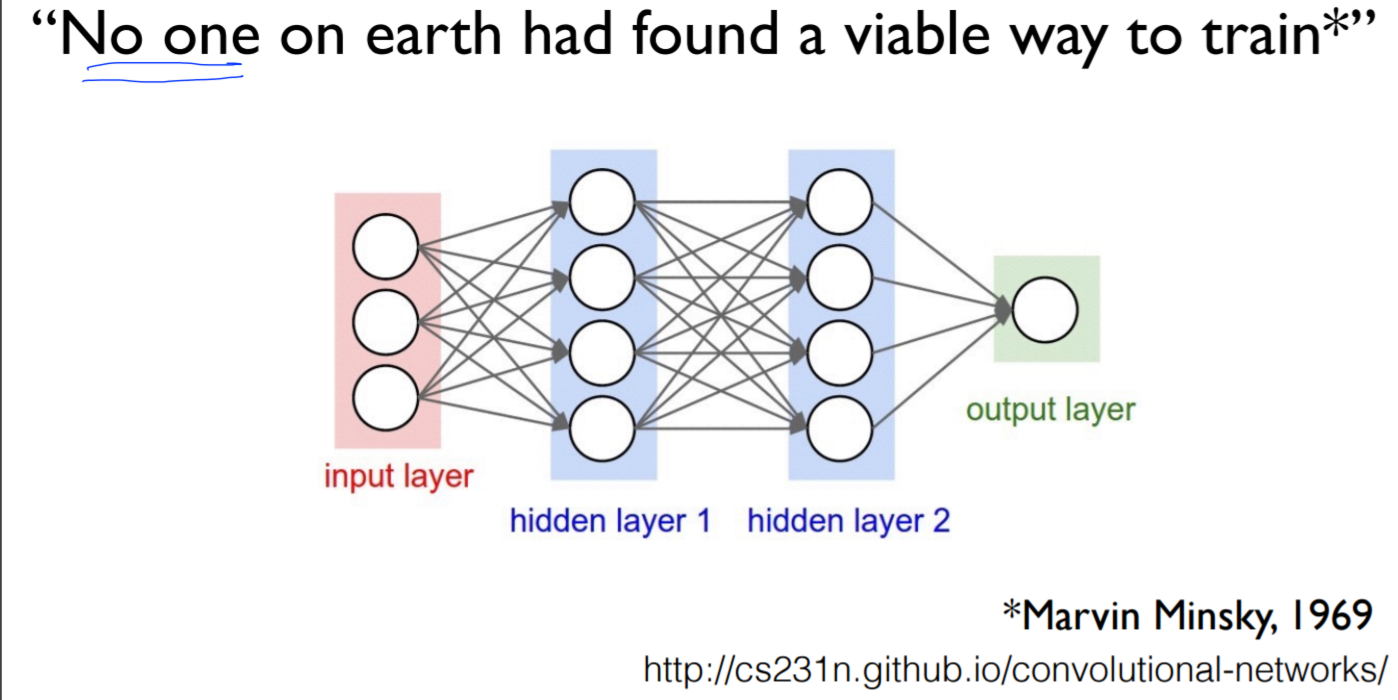 “No one on earth had found a viable way to train*”
input layer
hidden layer 1
hidden layer 2
output layer
*Marvin Minsky, 1969
http://cs231n.github.io/convolutional-networks/